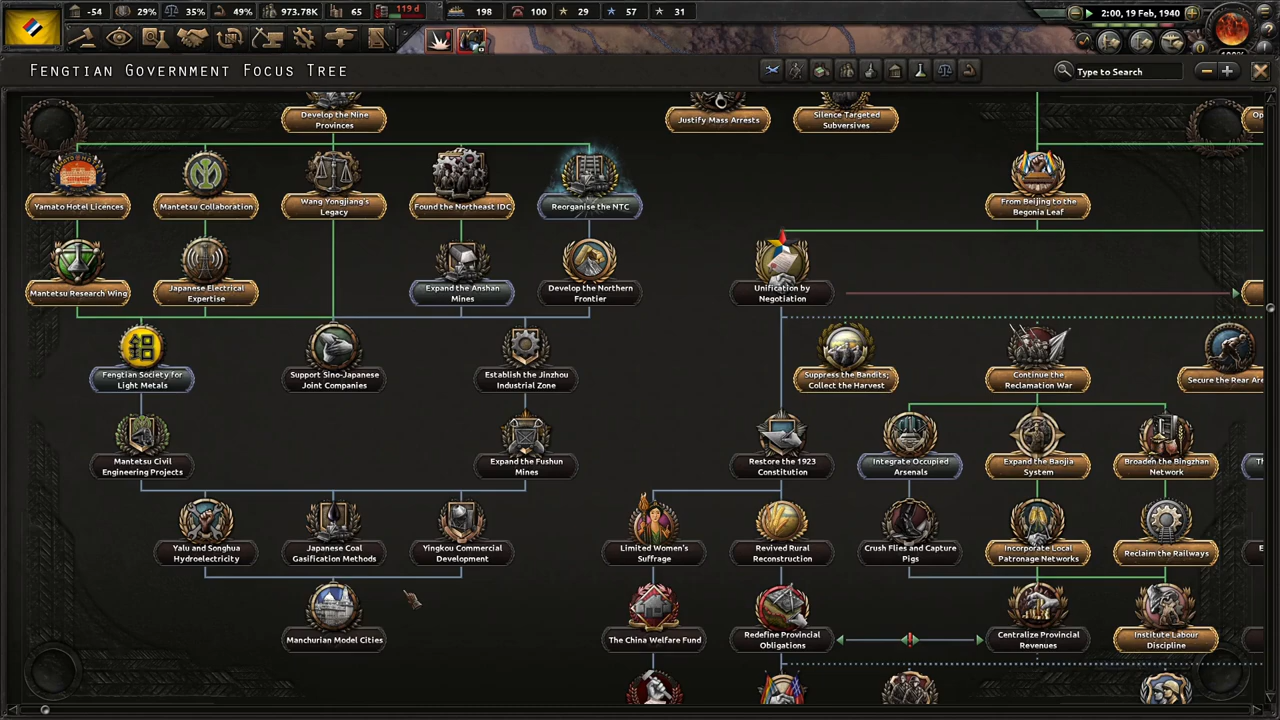 -54 29% 35% 49% 973.78K 65 119 d 198 100 29 57 31 2:00, 19 Feb, 1940
FENGTIAN GOVERNMENT FOCUS TREE
Type to Search
Develop the Nine
Provinces
Justify Mass Arrests
Silence Targeted
Subversives
Yamato Hotel Licences
Mantetsu Collaboration
Wang Yongjiang's
Legacy
Found the Northeast IDC
Reorganise the NTC
From Beijing to the
Begonia Leaf
Mantetsu Research Wing
Japanese Electrical
Expertise
Expand the Anshan
Mines
Develop the Northern
Frontier
Unification by
Negotiation
Fengtian Society for
Light Metals
Support Sino-Japanese
Joint Companies
Establish the Jinzhou
Industrial Zone
Suppress the Bandits;
Collect the Harvest
Continue the
Reclamation War
Secure the Rear Are
Mantetsu Civil
Engineering Projects
Expand the Fushun
Mines
Restore the 1923
Constitution
Integrate Occupied
Arsenals
Expand the Baojia
System
Broaden the Bingzhan
Network
Yalu and Songhua
Hydroelectricity
Japanese Coal
Gasification Methods
Yingkou Commercial
Development
Limited Women's
Suffrage
Revived Rural
Reconstruction
Crush Flies and Capture
Pigs
Incorporate Local
Patronage Networks
Reclaim the Railways
Manchurian Model Cities
The China Welfare Fund
Redefine Provincial
Obligations
Centralize Provincial
Revenues
Institute Labour
Discipline